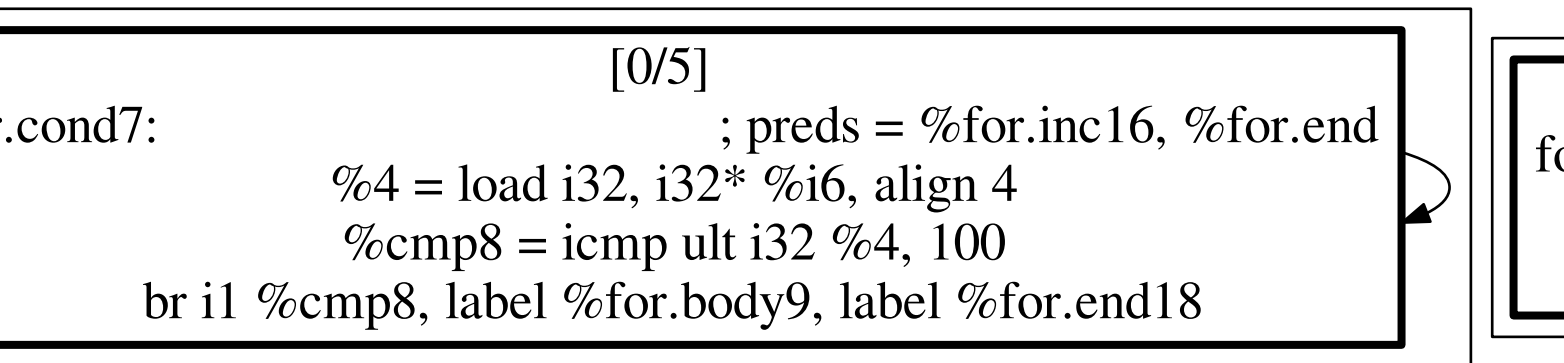 [0/5]
r.cond7: ; preds = %for.inc16, %for.end
%4 = load i32, i32* %i6, align 4
%cmp8 = icmp ult i32 %4, 100
br i1 %cmp8, label %for.body9, label %for.end18